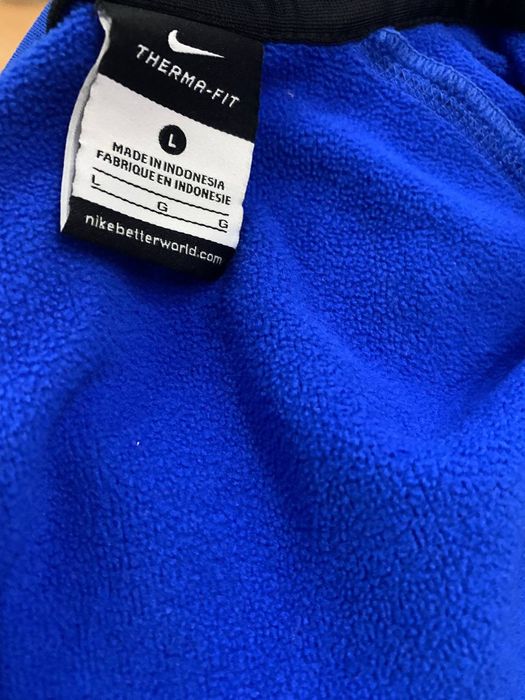 THERMA-FIT
L
MADE IN INDONESIA
FABRIQUE EN INDONESIE
L G G
nikebetterworld.com